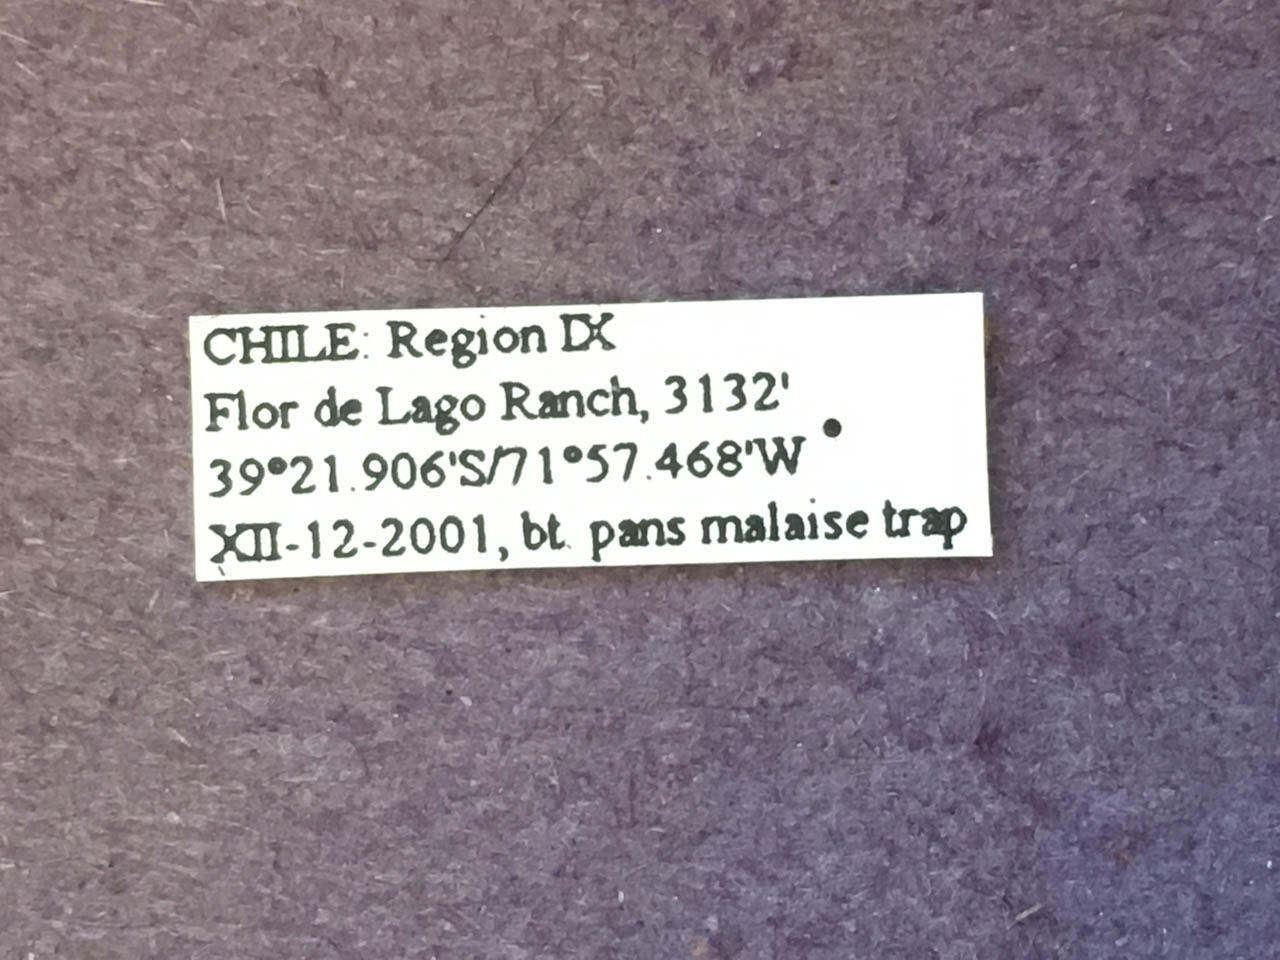 CHILE: Region IX
Flor de Lago Ranch, 3132'
39°21.906'S/71°57.468'W
XII-12-2001, bt. pans malaise trap